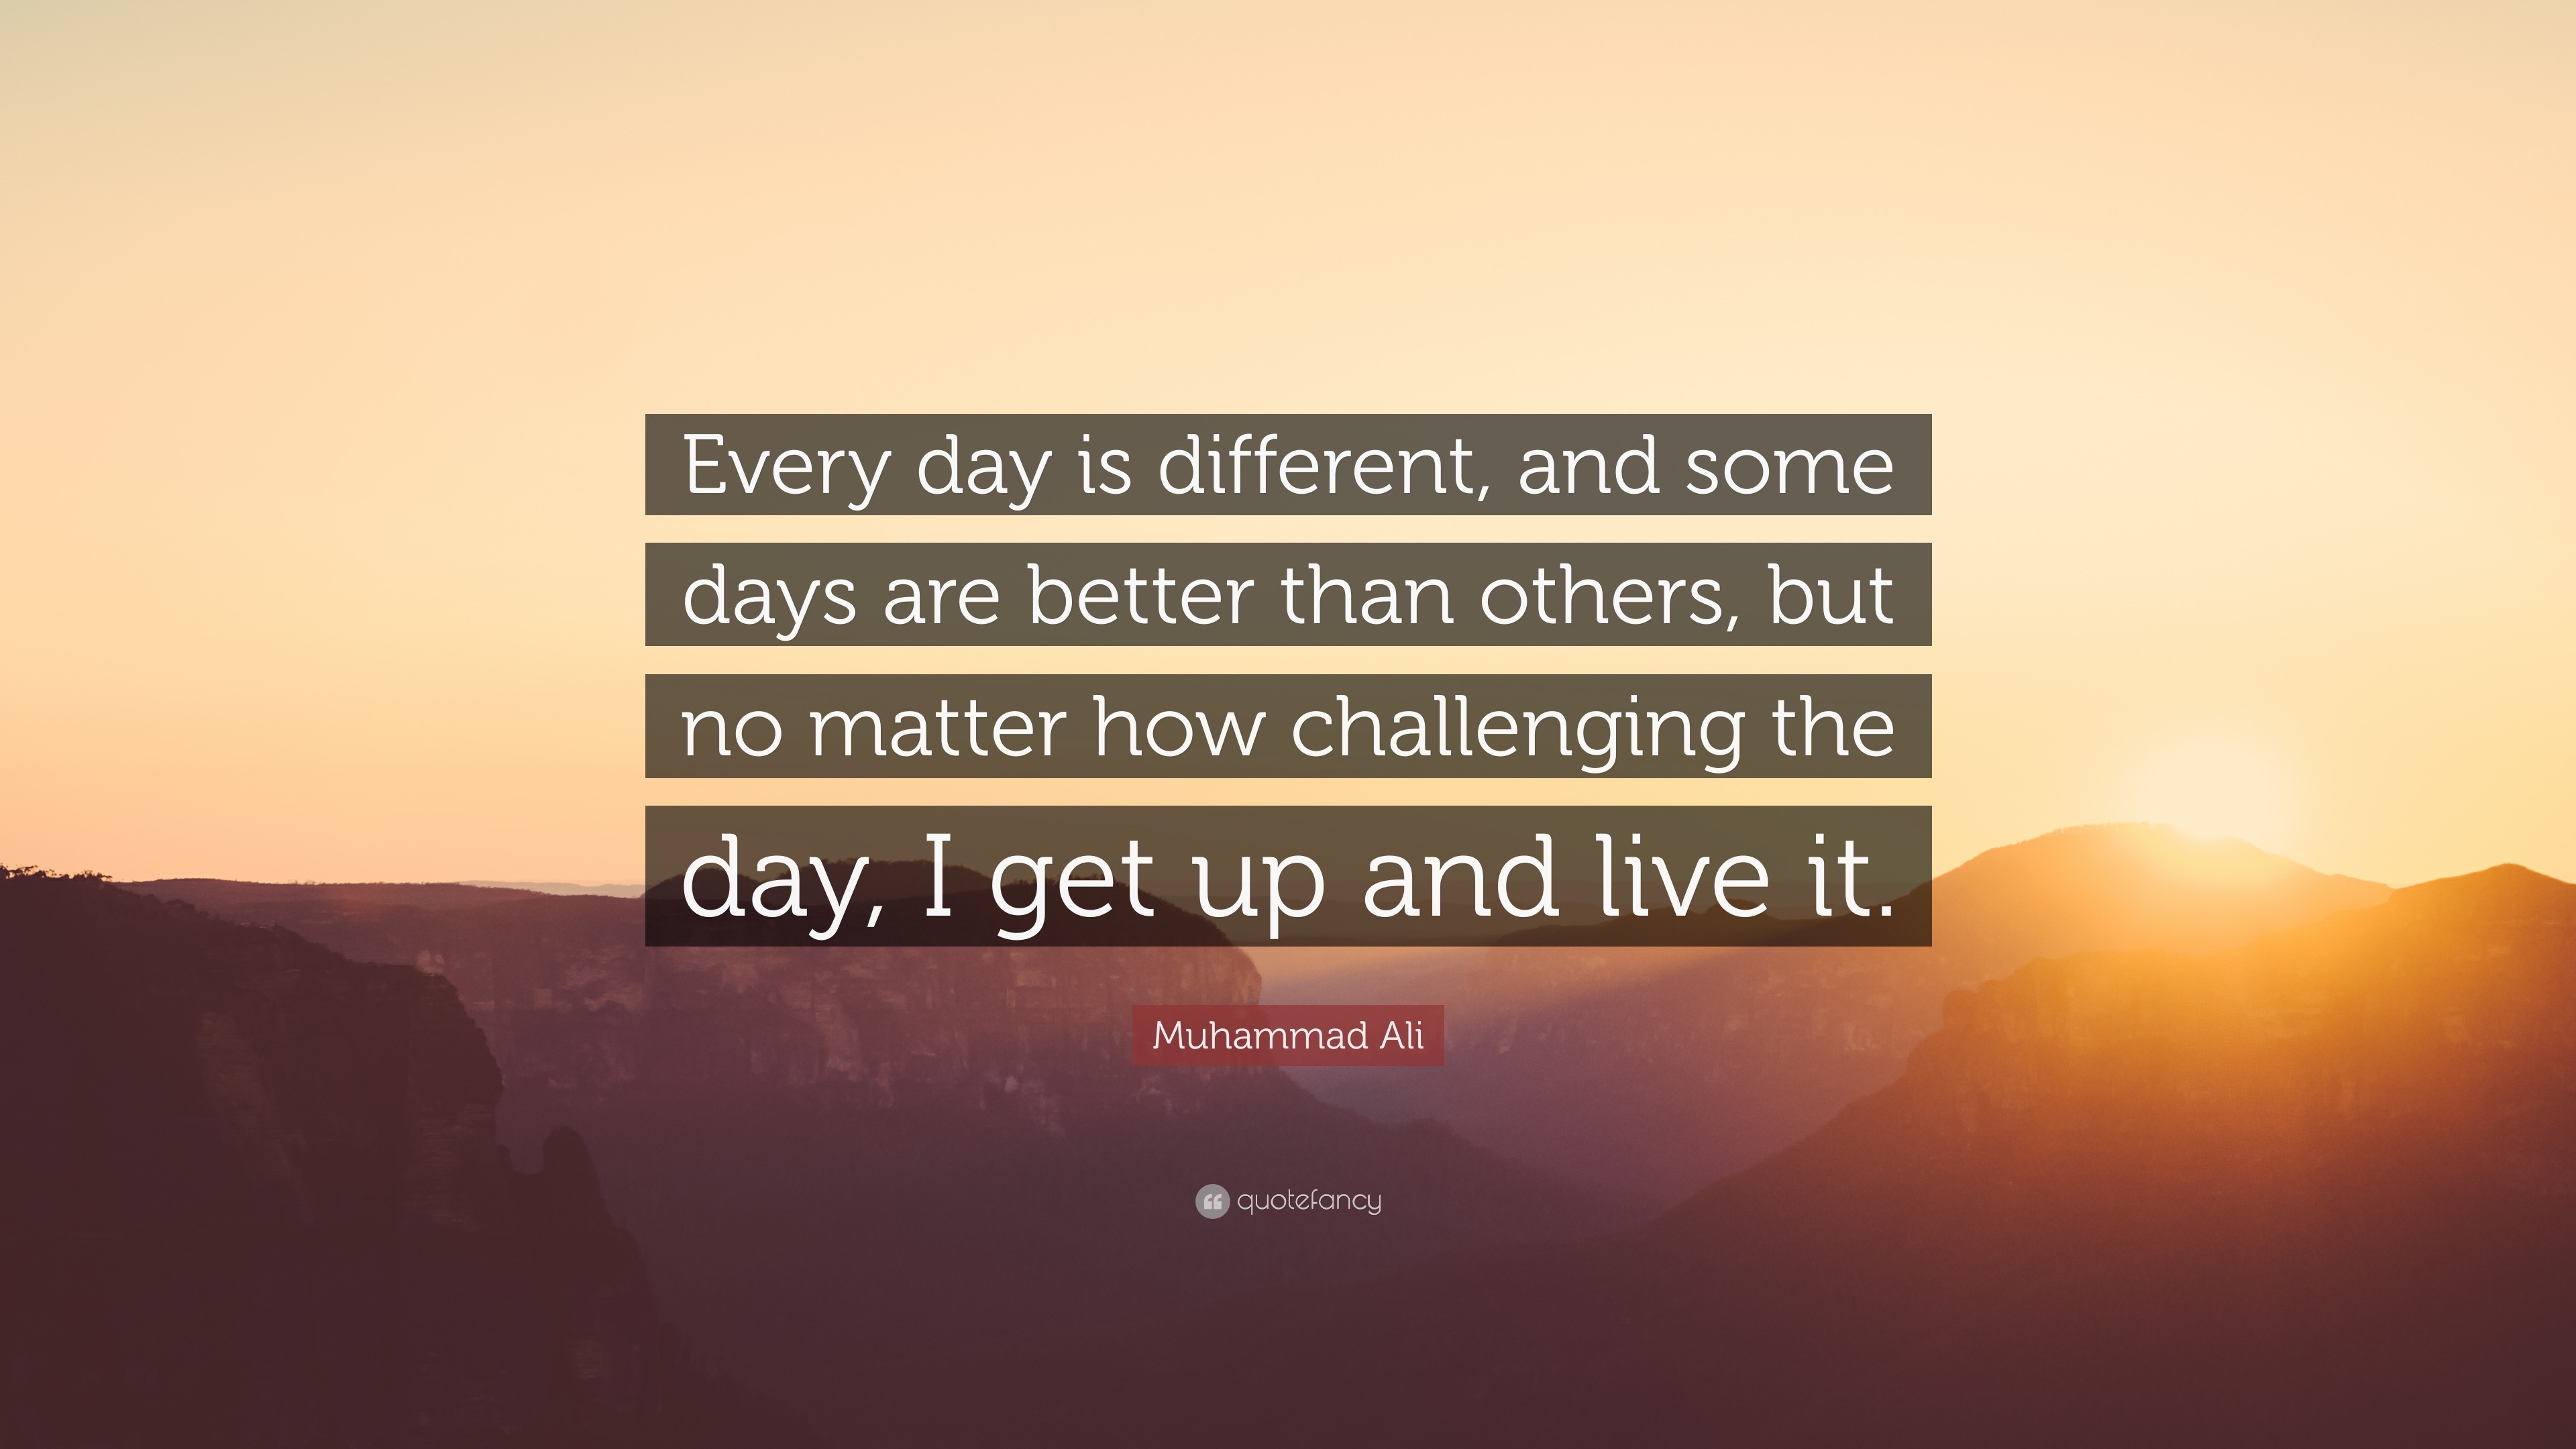 Every day is different, and some
days are better than others, but
no matter how challenging the
day, I get up and live it.
Muhammad Ali
quotefancy